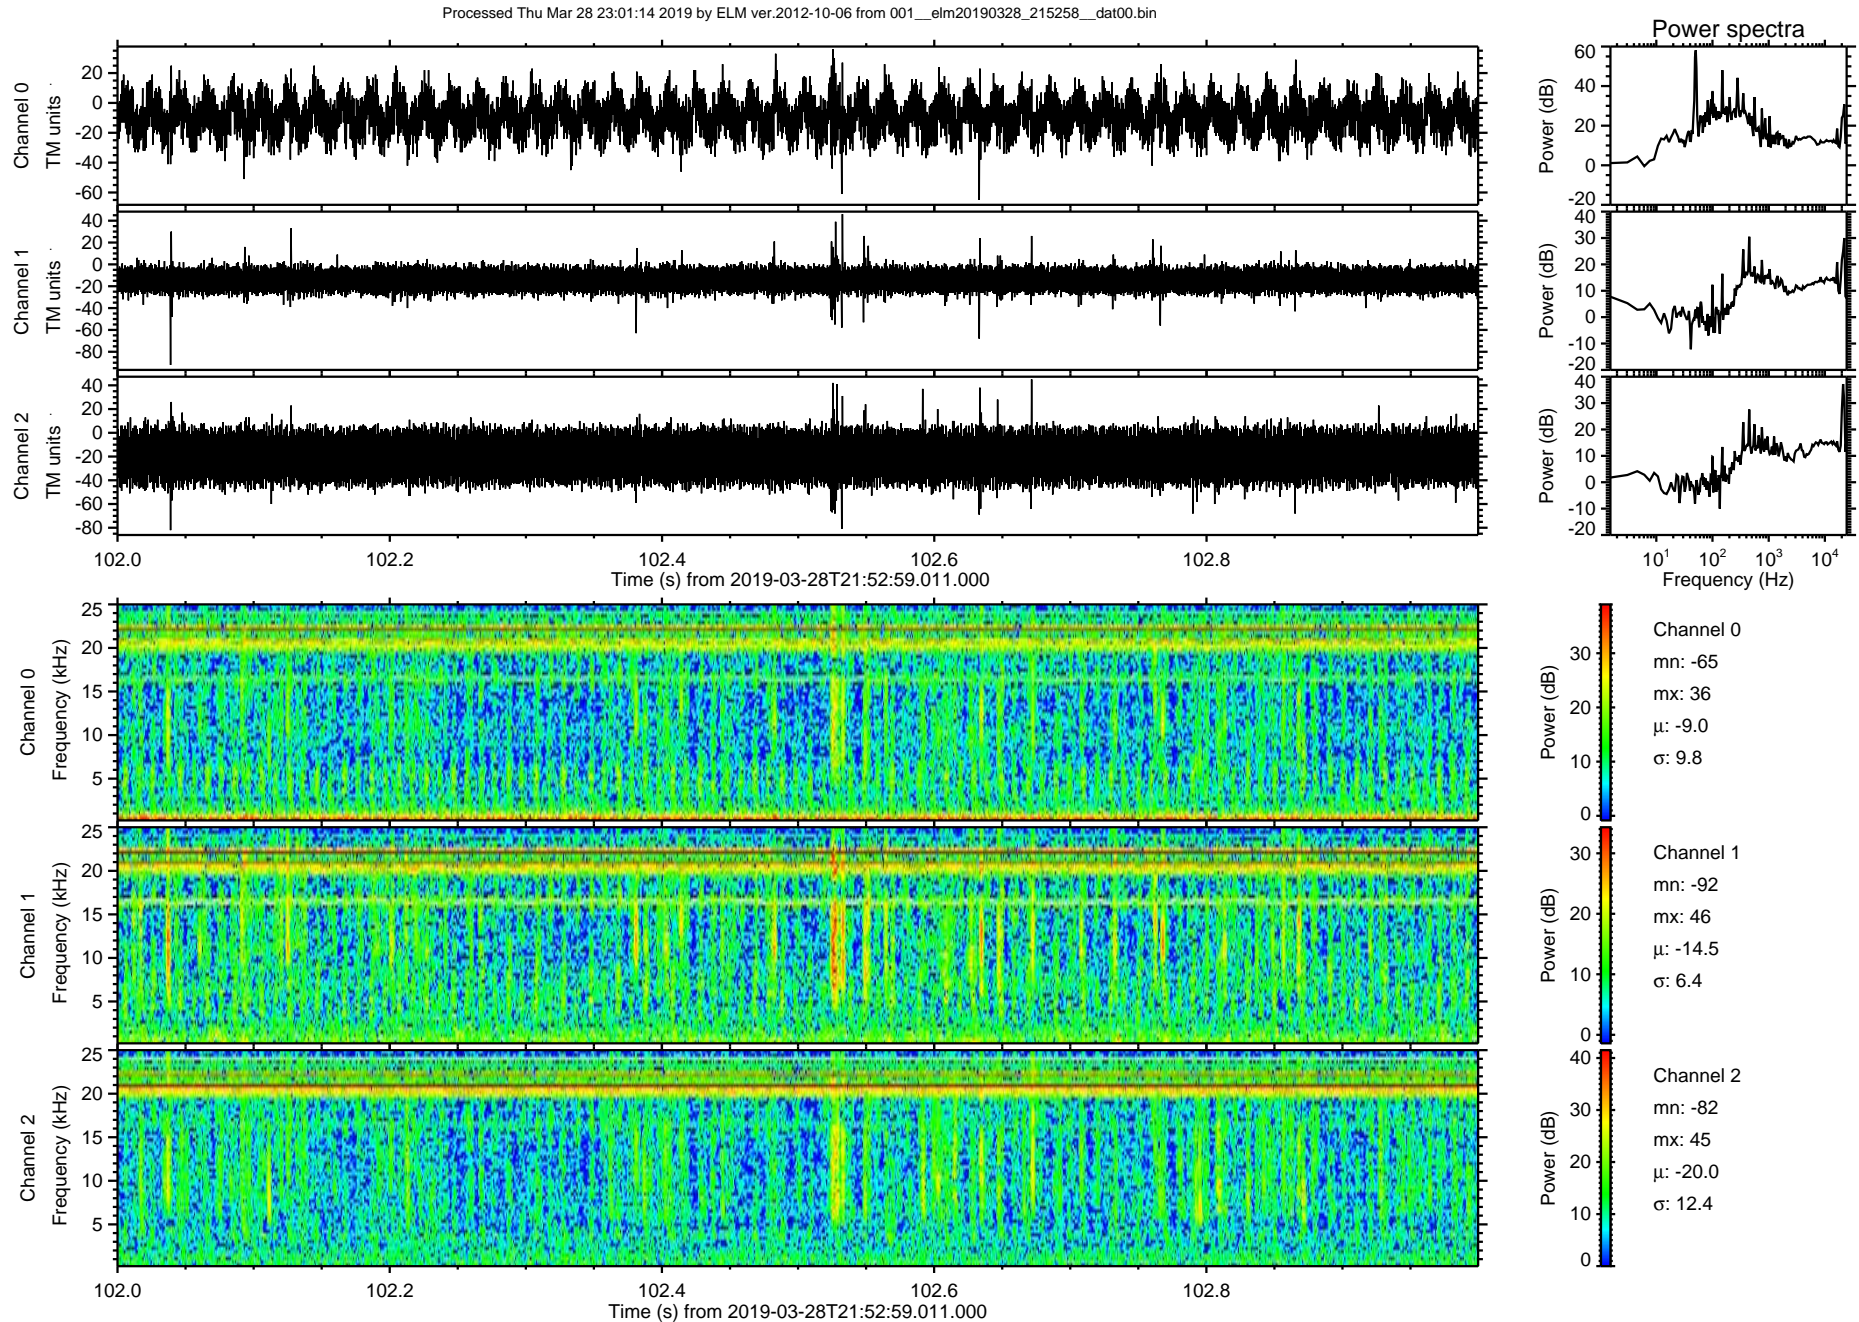 Processed Thu Mar 28 23:01:14 2019 by ELM ver.2012-10-06 from 001__elm20190328_215258__dat00.bin
Power spectra
Channel 0
TM units
20
0
-20
-40
-60
Power (dB)
60
40
20
0
-20
Channel 1
TM units
40
20
0
-20
-40
-60
-80
Power (dB)
40
30
20
10
0
-10
-20
Channel 2
TM units
40
20
0
-20
-40
-60
-80
Power (dB)
40
30
20
10
0
-10
-20
102.0 102.2 102.4 102.6 102.8
Time (s) from 2019-03-28T21:52:59.011.000
10^1 10^2 10^3 10^4
Frequency (Hz)
Channel 0
Frequency (kHz)
25
20
15
10
5
Power (dB)
30
20
10
0
Channel 0
mn: -65
mx: 36
μ: -9.0
σ: 9.8
Channel 1
Frequency (kHz)
25
20
15
10
5
Power (dB)
30
20
10
0
Channel 1
mn: -92
mx: 46
μ: -14.5
σ: 6.4
Channel 2
Frequency (kHz)
25
20
15
10
5
Power (dB)
40
30
20
10
0
Channel 2
mn: -82
mx: 45
μ: -20.0
σ: 12.4
102.0 102.2 102.4 102.6 102.8
Time (s) from 2019-03-28T21:52:59.011.000